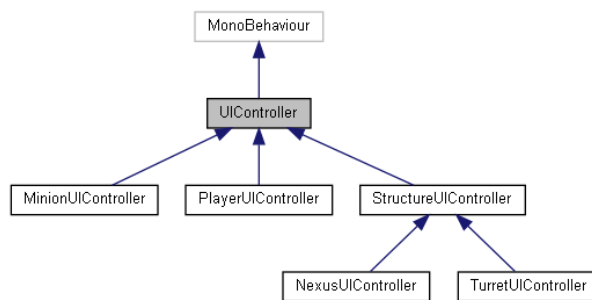 MonoBehaviour
UIController
MinionUIController
PlayerUIController
StructureUIController
NexusUIController
TurretUIController